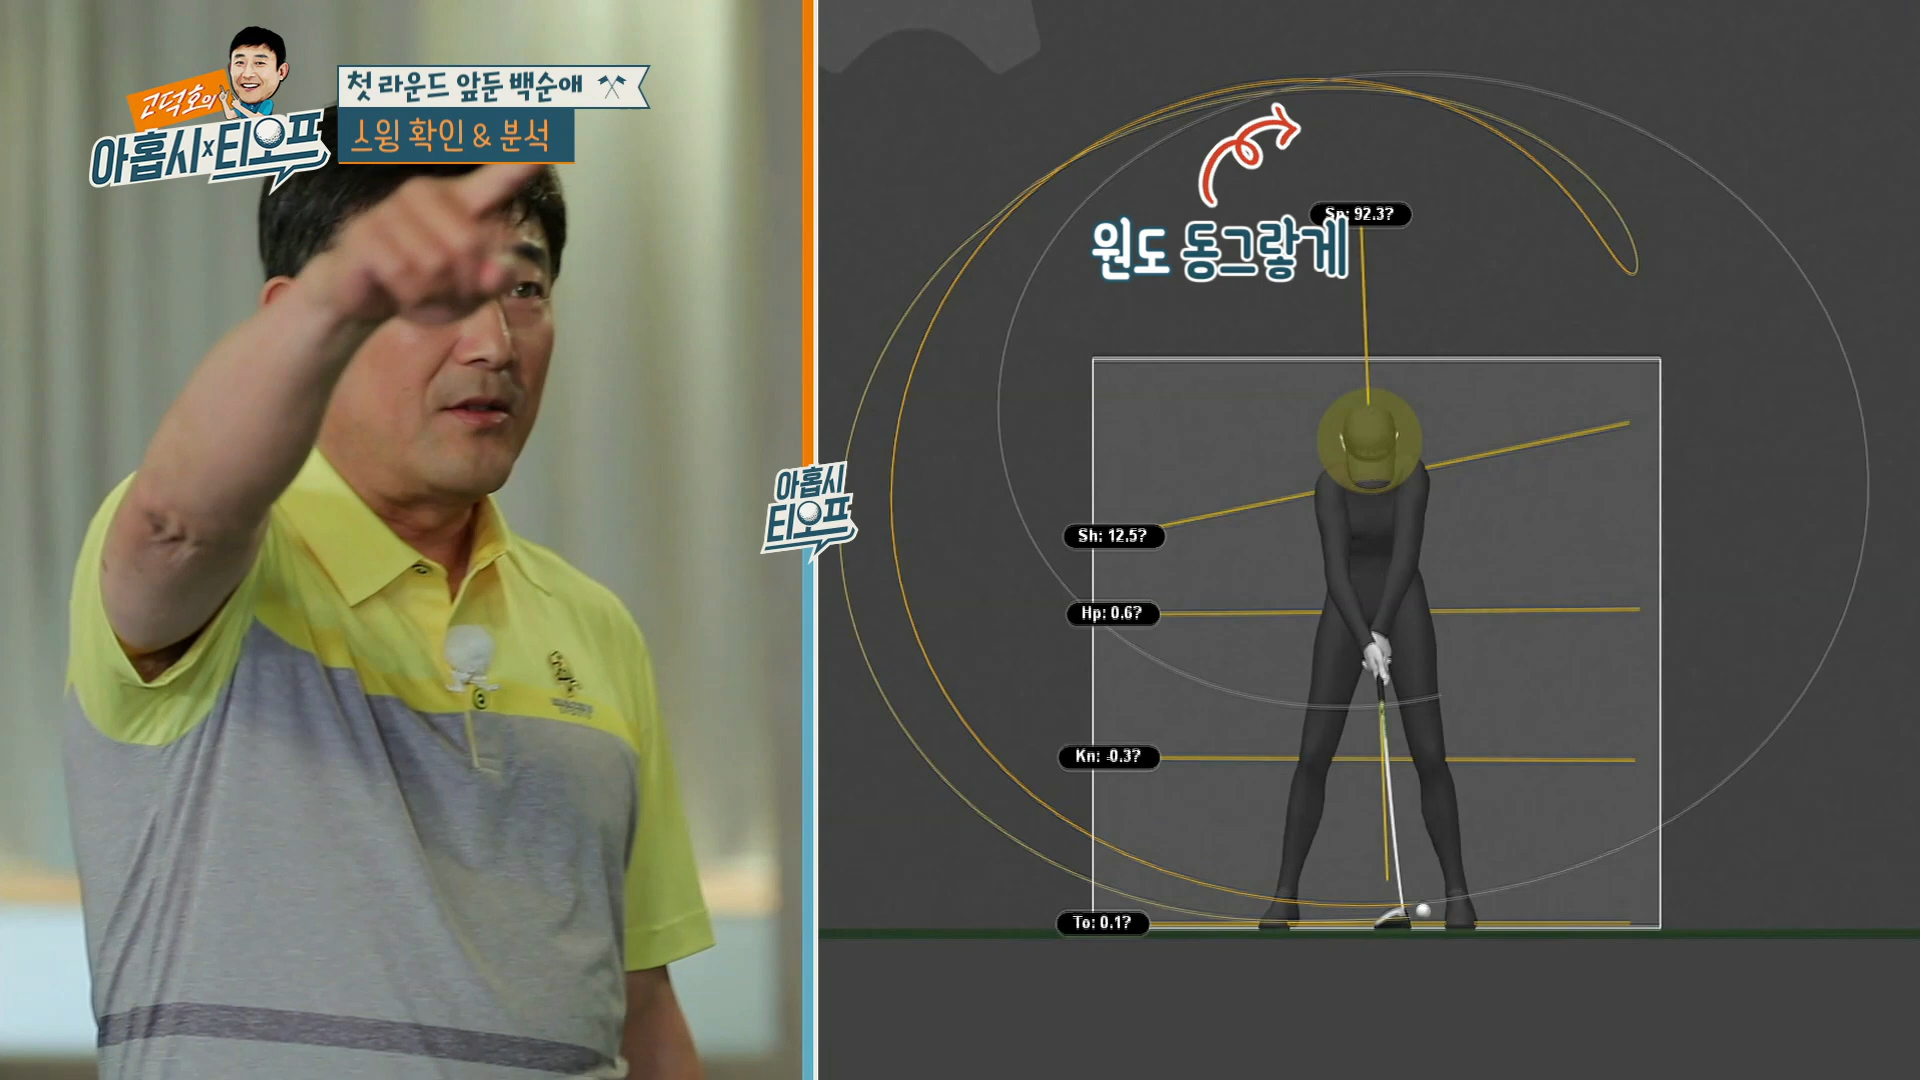 고덕호의
아홉시x티오프
첫 라운드 앞둔 백순애
스윙 확인 & 분석
Sp: 92.3?
원도 동그랗게
아홉시
티오프
Sh: 12.5?
Hp: 0.6?
Kn: -0.3?
To: 0.1?